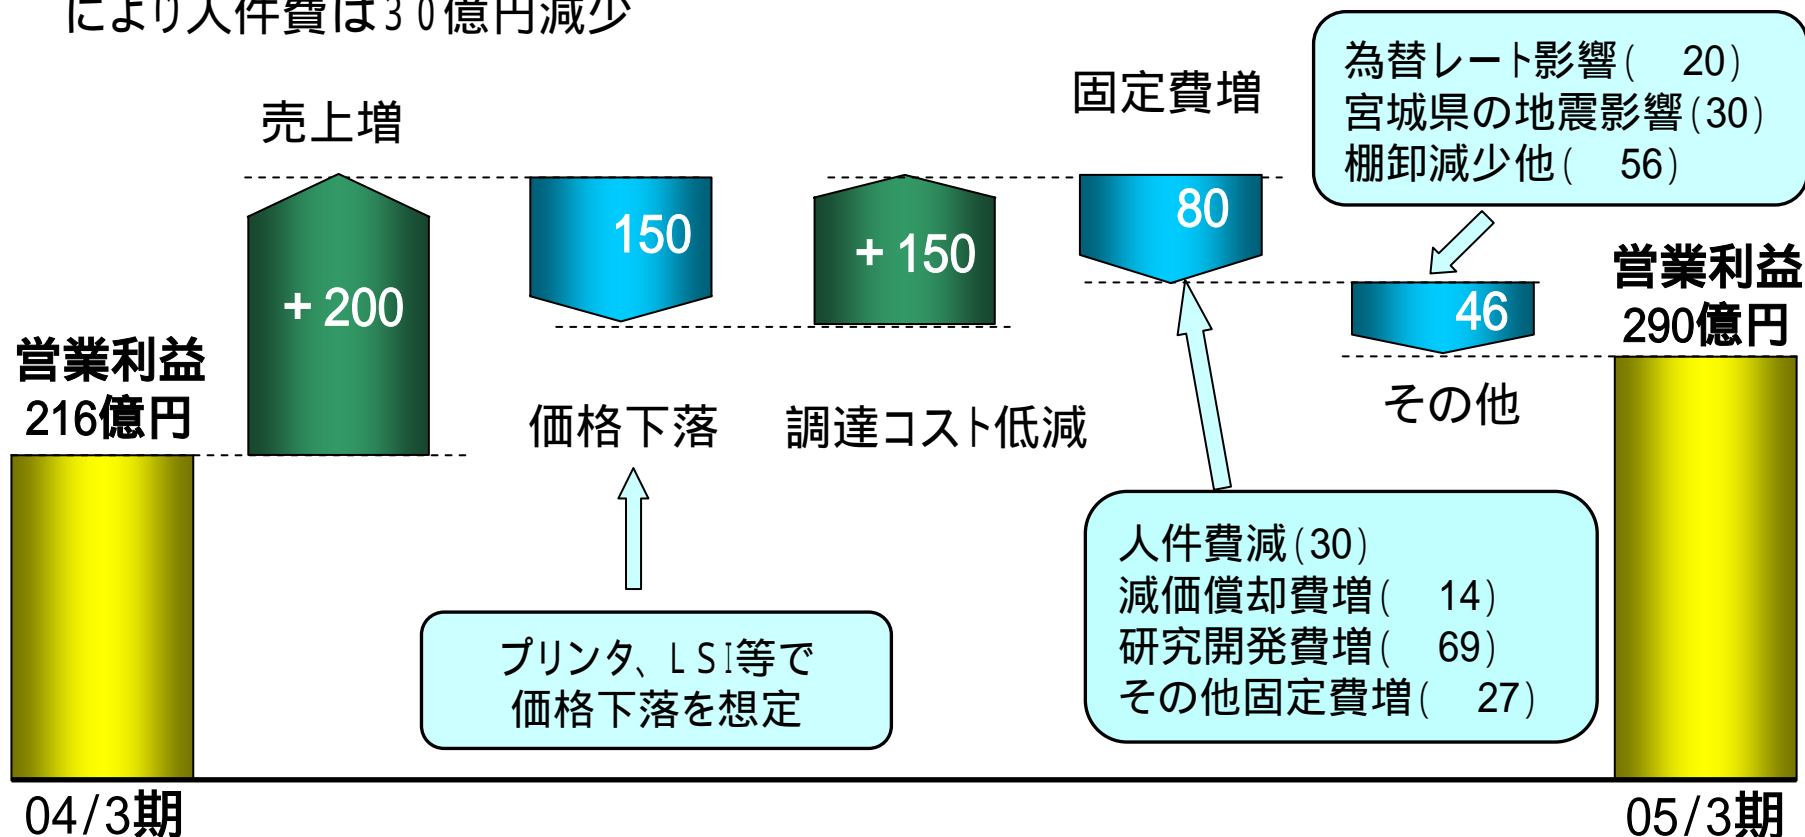 により人件費は３０億円減少
売上増
固定費増
為替レート影響(　20)
宮城県の地震影響(30)
棚卸減少他(　56)
+ 200
150
+ 150
80
46
営業利益
216億円
営業利益
290億円
価格下落
調達コスト低減
その他
プリンタ、ＬＳＩ等で
価格下落を想定
人件費減(30)
減価償却費増(　14)
研究開発費増(　69)
その他固定費増(　27)
04/3期
05/3期